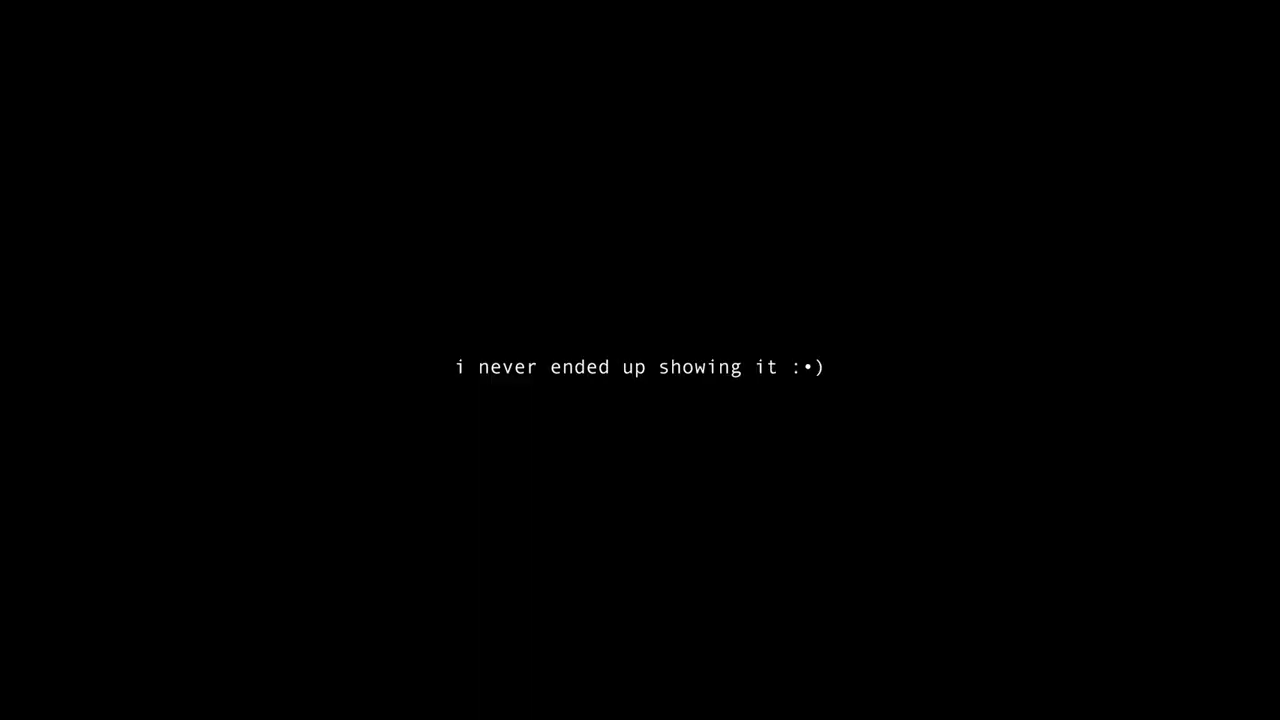 i never ended up showing it :•)